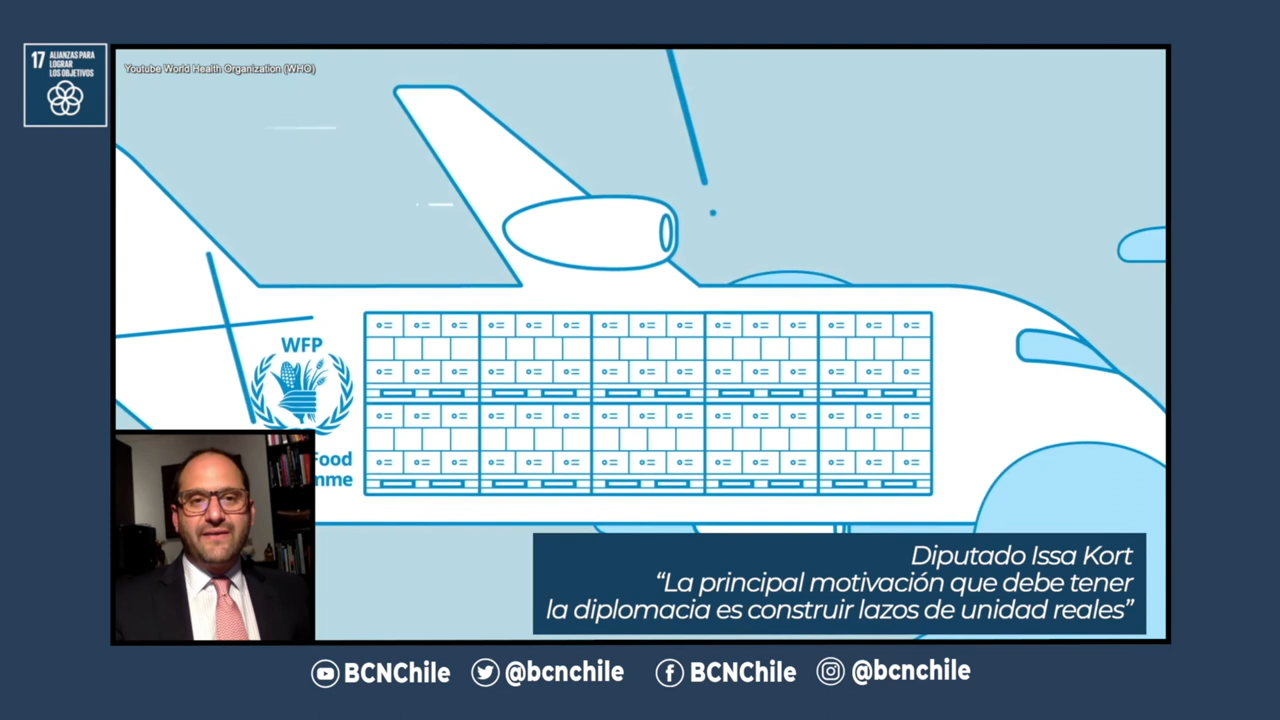 17 ALIANZAS PARA
LOGRAR
LOS OBJETIVOS
Youtube World Health Organization (WHO)
WFP
Food
mme
Diputado Issa Kort
“La principal motivación que debe tener
la diplomacia es construir lazos de unidad reales”
BCNChile @bcnchile BCNChile @bcnchile